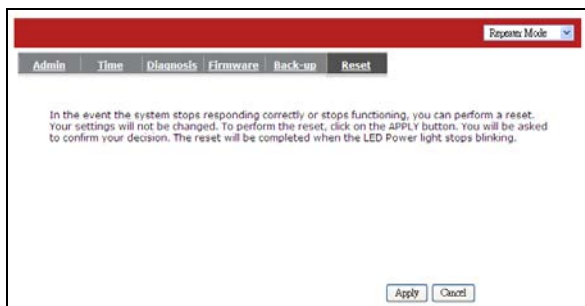 Repeater Mode
Admin Time Diagnosis Firmware Back-up Reset
In the event the system stops responding correctly or stops functioning, you can perform a reset.
Your settings will not be changed. To perform the reset, click on the APPLY button. You will be asked
to confirm your decision. The reset will be completed when the LED Power light stops blinking.
Apply Cancel